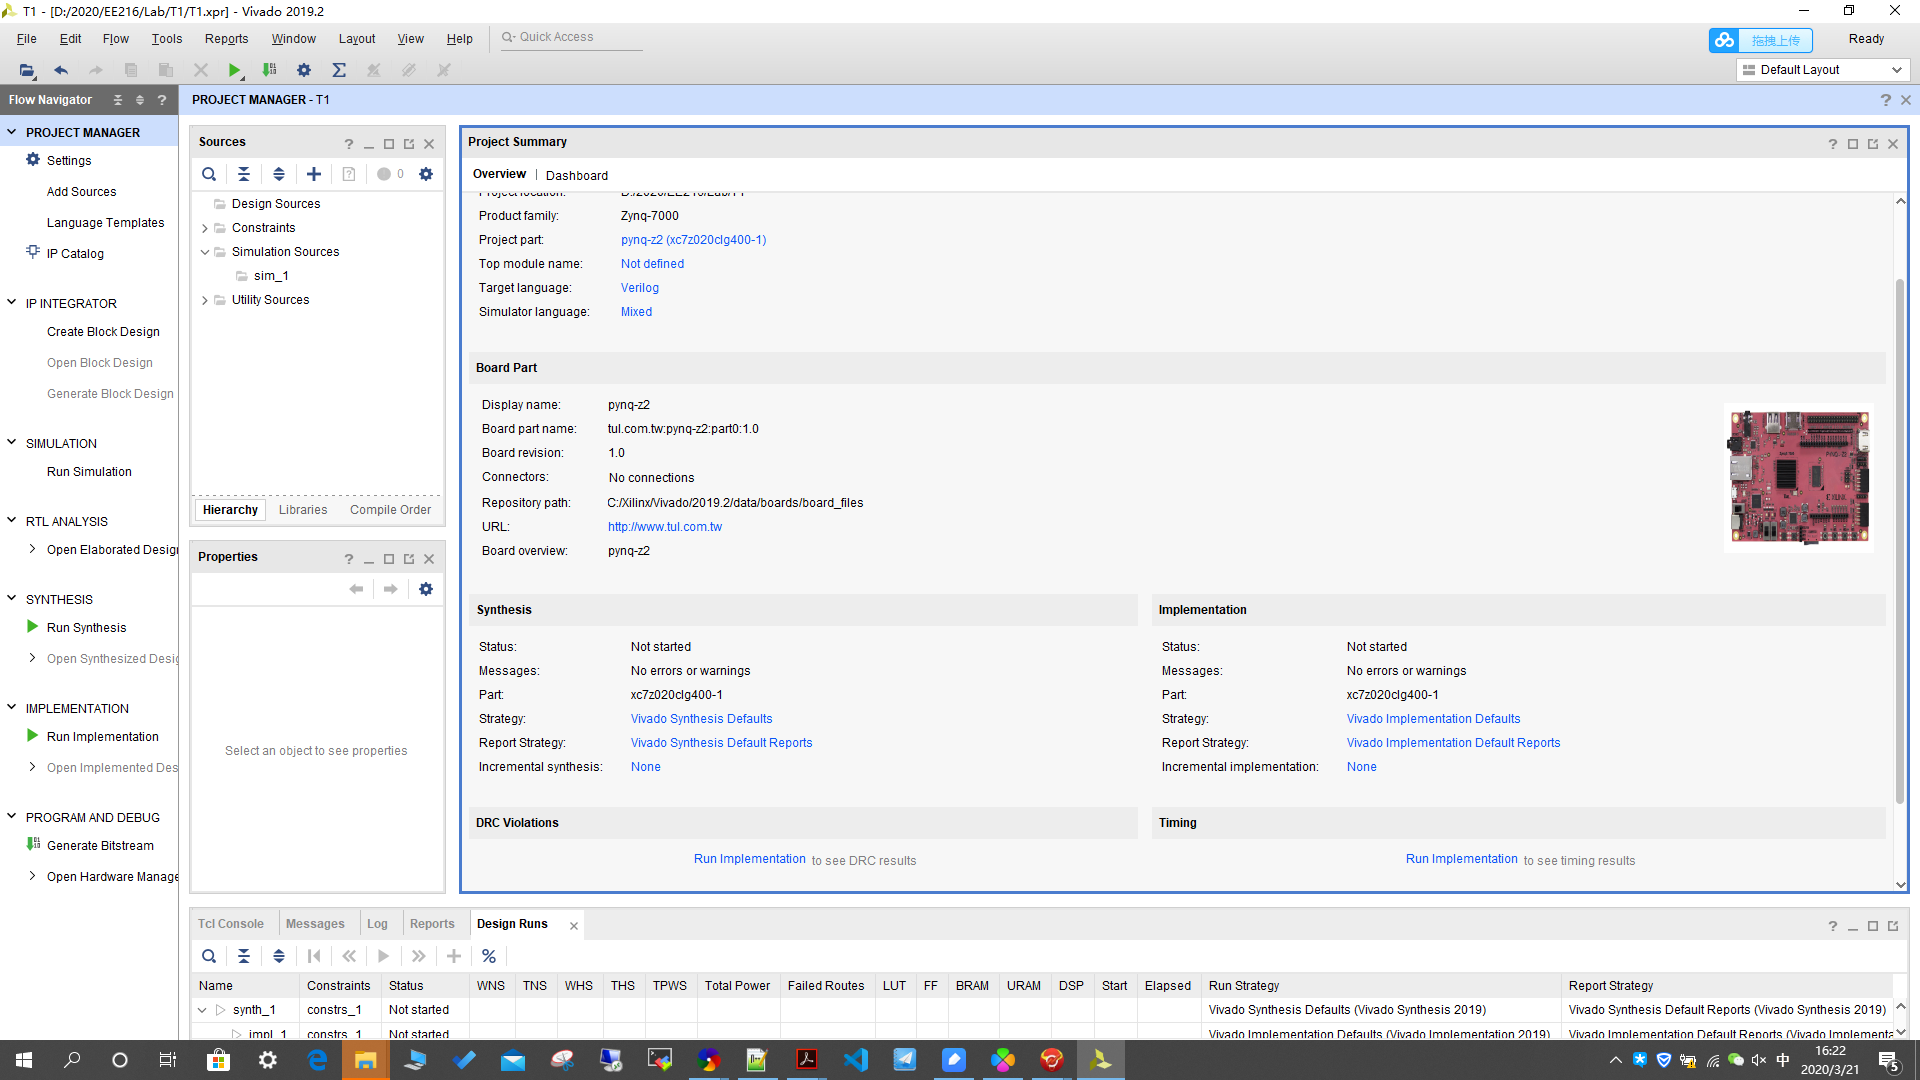 T1 - [D:/2020/EE216/Lab/T1/T1.xpr] - Vivado 2019.2
File Edit Flow Tools Reports Window Layout View Help Quick Access
拖拽上传
Ready
Default Layout
Flow Navigator
PROJECT MANAGER - T1
PROJECT MANAGER
Settings
Add Sources
Language Templates
IP Catalog
IP INTEGRATOR
Create Block Design
Open Block Design
Generate Block Design
SIMULATION
Run Simulation
RTL ANALYSIS
Open Elaborated Design
SYNTHESIS
Run Synthesis
Open Synthesized Desig
IMPLEMENTATION
Run Implementation
Open Implemented Des
PROGRAM AND DEBUG
Generate Bitstream
Open Hardware Manage
Sources
0
Design Sources
Constraints
Simulation Sources
sim_1
Utility Sources
Hierarchy Libraries Compile Order
Properties
Select an object to see properties
Project Summary
Overview | Dashboard
Project location: D:/2020/EE216/Lab/T1
Product family: Zynq-7000
Project part: pynq-z2 (xc7z020clg400-1)
Top module name: Not defined
Target language: Verilog
Simulator language: Mixed
Board Part
Display name: pynq-z2
Board part name: tul.com.tw:pynq-z2:part0:1.0
Board revision: 1.0
Connectors: No connections
Repository path: C:/Xilinx/Vivado/2019.2/data/boards/board_files
URL: http://www.tul.com.tw
Board overview: pynq-z2
Synthesis
Status: Not started
Messages: No errors or warnings
Part: xc7z020clg400-1
Strategy: Vivado Synthesis Defaults
Report Strategy: Vivado Synthesis Default Reports
Incremental synthesis: None
Implementation
Status: Not started
Messages: No errors or warnings
Part: xc7z020clg400-1
Strategy: Vivado Implementation Defaults
Report Strategy: Vivado Implementation Default Reports
Incremental implementation: None
DRC Violations
Run Implementation to see DRC results
Timing
Run Implementation to see timing results
Tcl Console Messages Log Reports Design Runs
Name Constraints Status WNS TNS WHS THS TPWS Total Power Failed Routes LUT FF BRAM URAM DSP Start Elapsed Run Strategy Report Strategy
synth_1 constrs_1 Not started Vivado Synthesis Defaults (Vivado Synthesis 2019) Vivado Synthesis Default Reports (Vivado Synthesis 2019)
impl_1 constrs_1 Not started Vivado Implementation Defaults (Vivado Implementation 2019) Vivado Implementation Default Reports (Vivado Implementa
中
16:22
2020/3/21
5